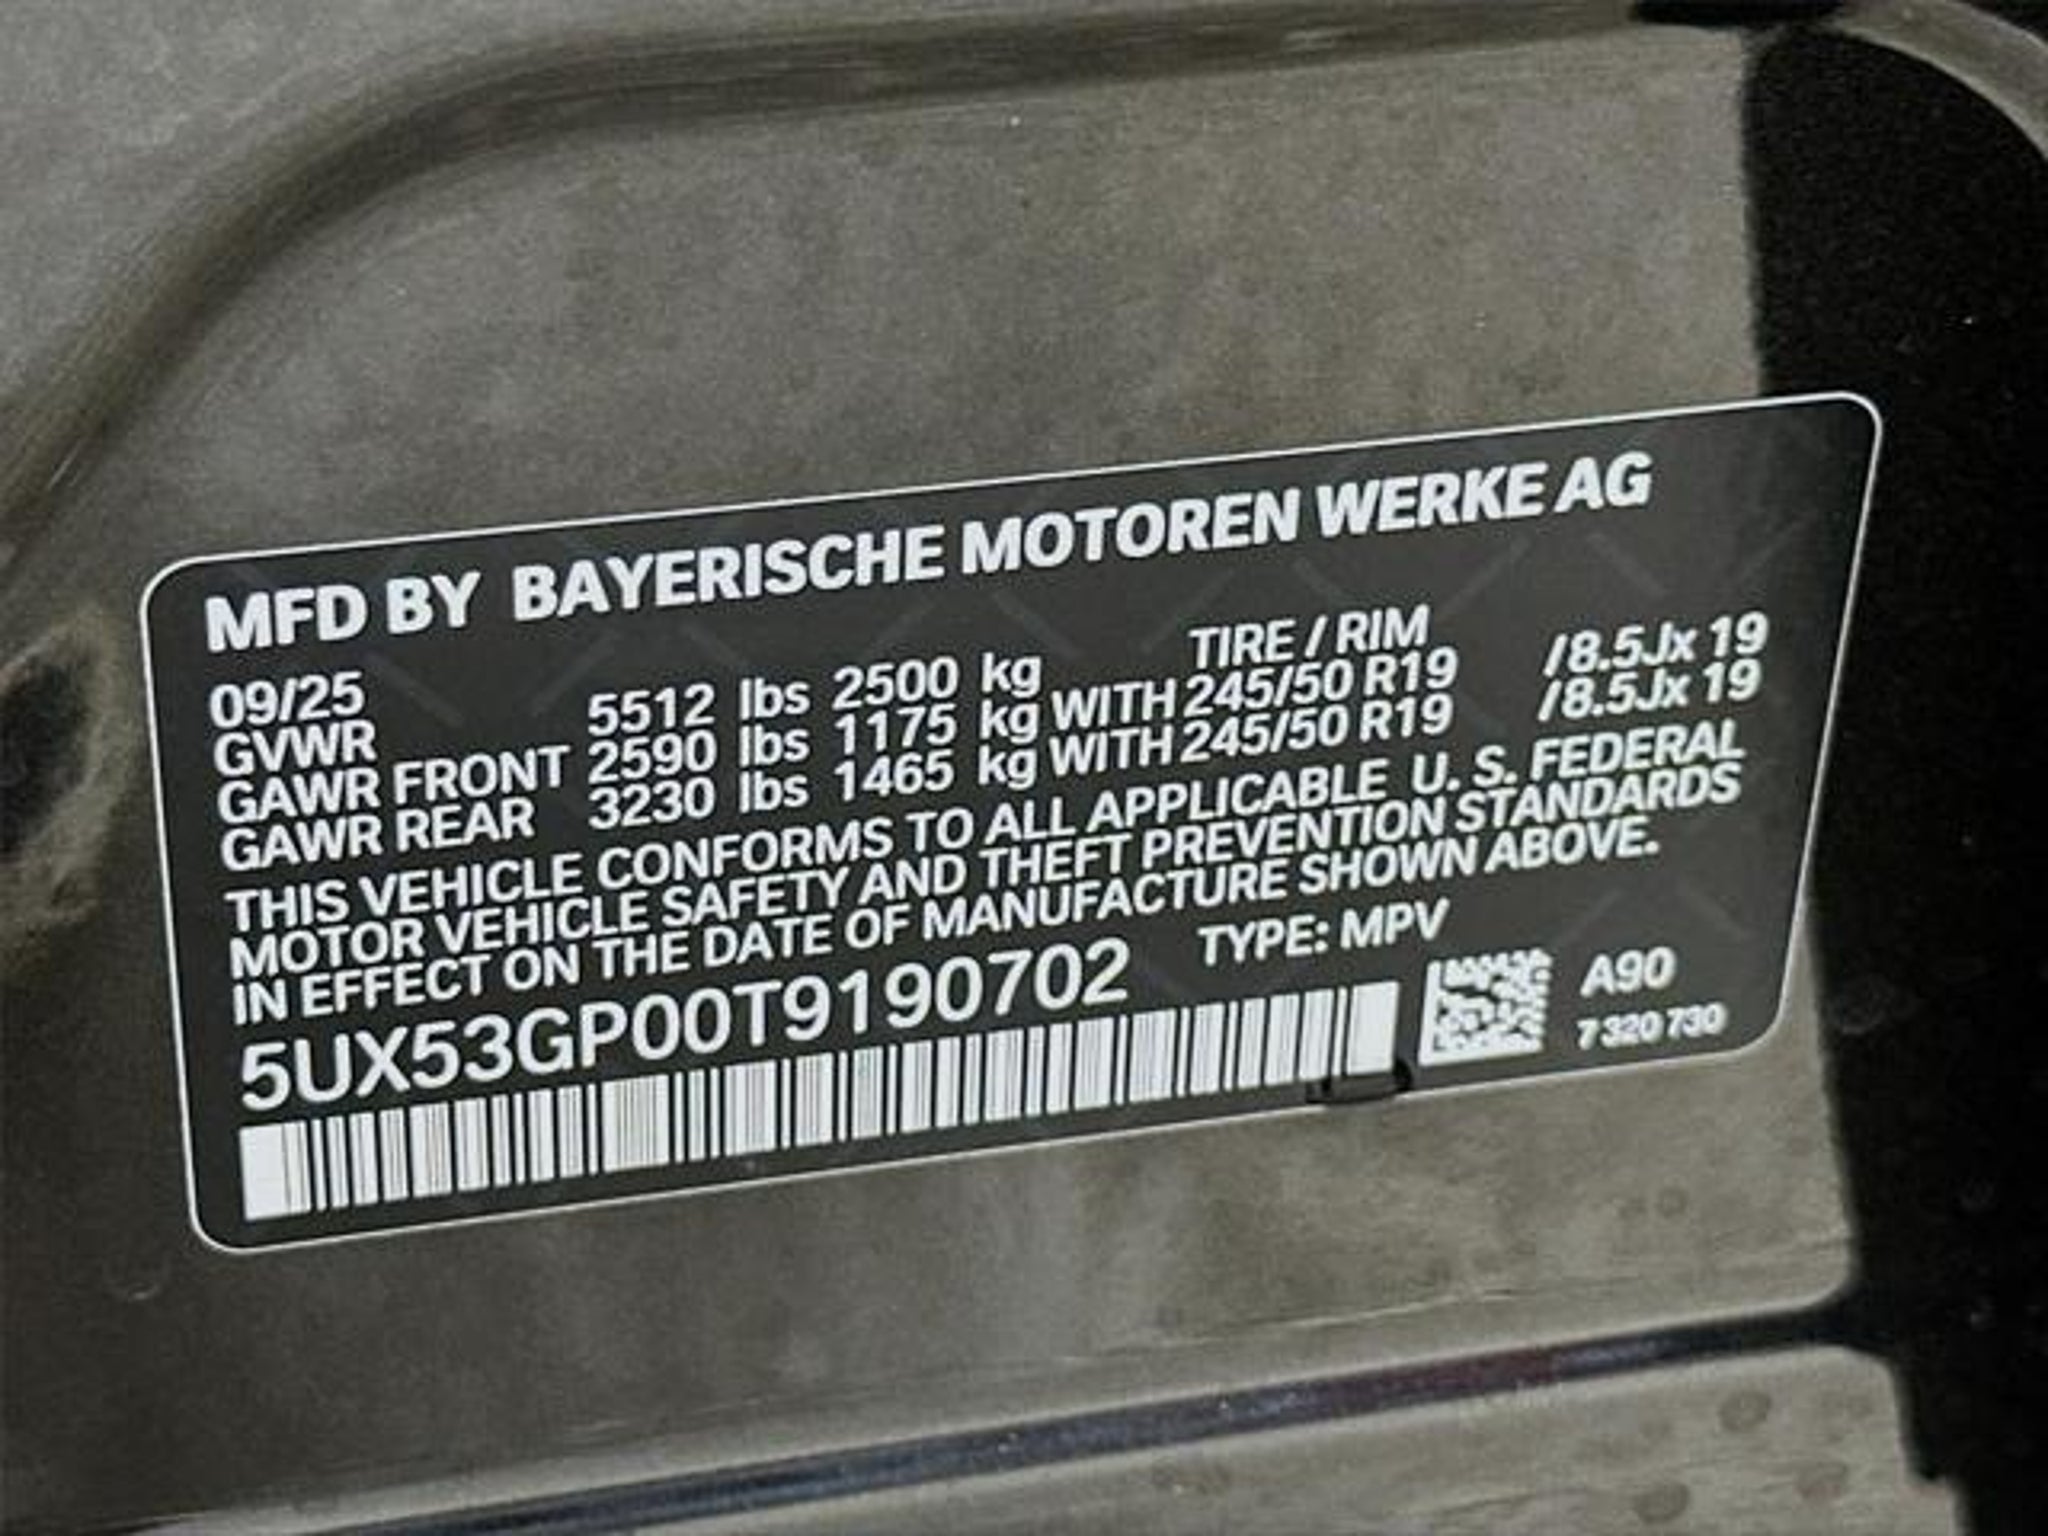 MFD BY BAYERISCHE MOTOREN WERKE AG
09/25 TIRE / RIM
GVWR 5512 lbs 2500 kg
GAWR FRONT 2590 lbs 1175 kg WITH 245/50 R19 /8.5Jx 19
GAWR REAR 3230 lbs 1465 kg WITH 245/50 R19 /8.5Jx 19
THIS VEHICLE CONFORMS TO ALL APPLICABLE U. S. FEDERAL
MOTOR VEHICLE SAFETY AND THEFT PREVENTION STANDARDS
IN EFFECT ON THE DATE OF MANUFACTURE SHOWN ABOVE.
5UX53GP00T9190702 TYPE: MPV
A90
7 320 730